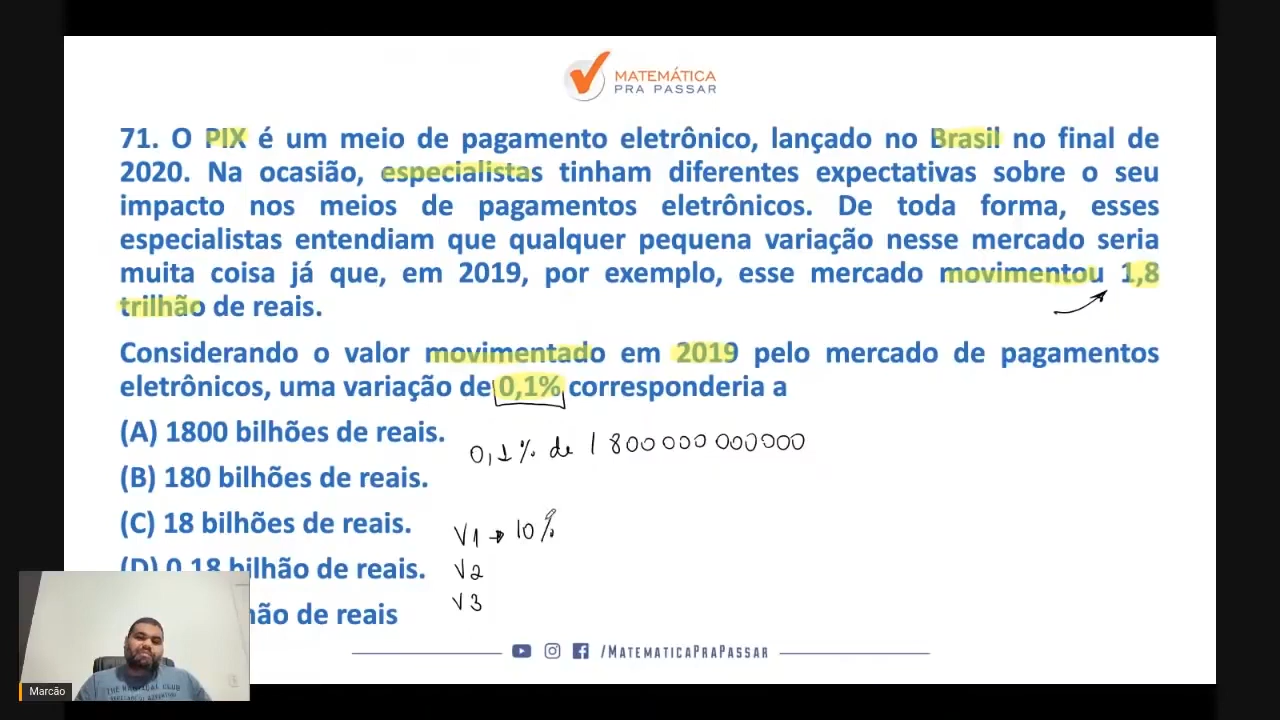 MATEMÁTICA
PRA PASSAR
71. O PIX é um meio de pagamento eletrônico, lançado no Brasil no final de
2020. Na ocasião, especialistas tinham diferentes expectativas sobre o seu
impacto nos meios de pagamentos eletrônicos. De toda forma, esses
especialistas entendiam que qualquer pequena variação nesse mercado seria
muita coisa já que, em 2019, por exemplo, esse mercado movimentou 1,8
trilhão de reais.
Considerando o valor movimentado em 2019 pelo mercado de pagamentos
eletrônicos, uma variação de 0,1% corresponderia a
(A) 1800 bilhões de reais.
0,1% de 1 800 000 000 000
(B) 180 bilhões de reais.
(C) 18 bilhões de reais.
V1 → 10%
(D) 0,18 bilhão de reais.
V2
de reais
V3
/MATEMATICAPRAPASSAR
Marcão